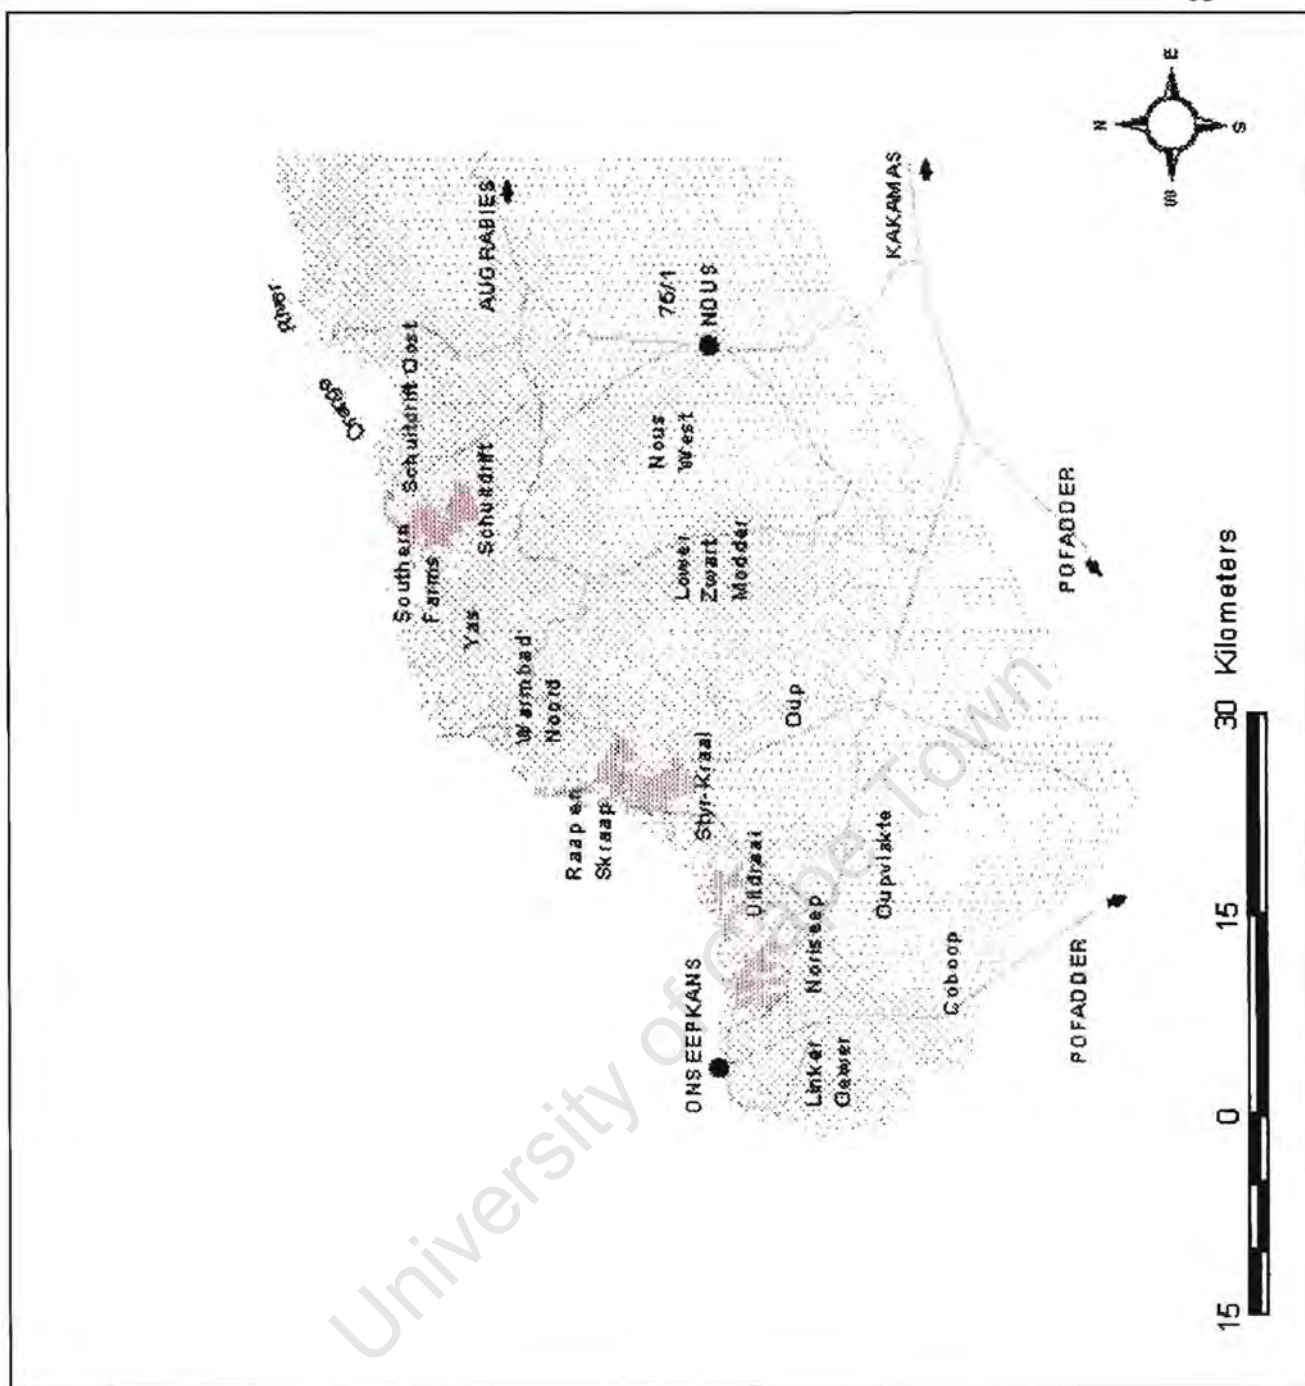 Orange
River
Southern
Farms
Schuitdrift Oost
Schuitdrift
Yas
AUGRABIES
Warmbad
Noord
Raap en
Skraap
Styr-Kraal
76/1
NOUS
Nous
West
Lower
Zwart
Modder
KAKAMAS
Oup
Uitdraai
ONSEEPKANS
Noriseep
Linker
Oewer
Oupvlakte
Coboop
POFADDER
POFADDER
N
E
S
W
15
0
15
30 Kilometers
University of Cape Town